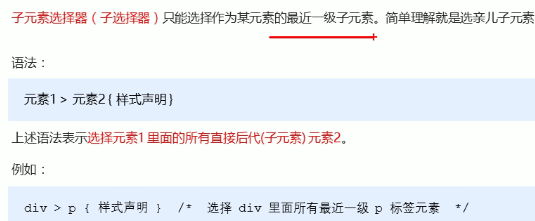 子元素选择器（子选择器）只能选择作为某元素的最近一级子元素。简单理解就是选亲儿子元素
语法：
元素1 > 元素2 { 样式声明 }
上述语法表示选择元素1 里面的所有直接后代(子元素) 元素2。
例如：
div > p { 样式声明 }  /*  选择 div 里面所有最近一级 p 标签元素  */